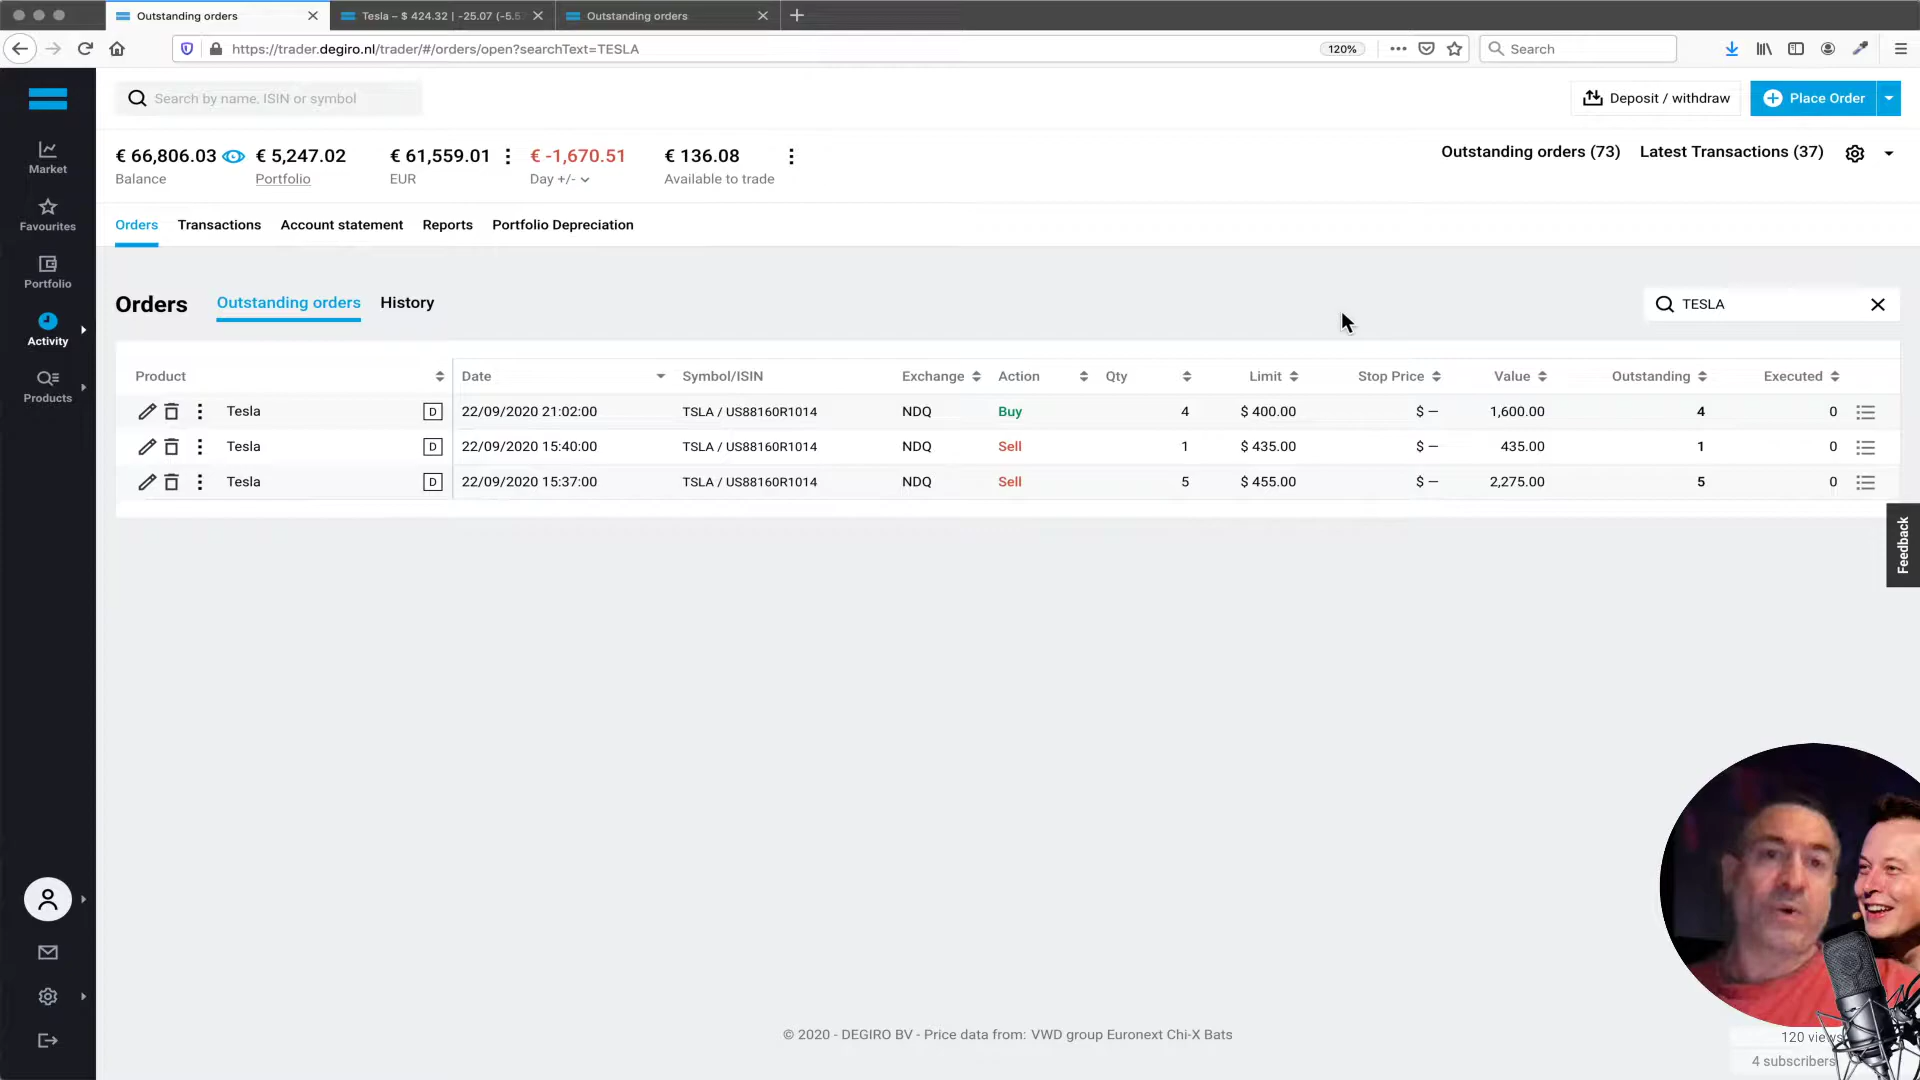 Outstanding orders
Tesla – $ 424.32 | -25.07 (-5.5
Outstanding orders
https://trader.degiro.nl/trader/#/orders/open?searchText=TESLA
120%
Search
Search by name, ISIN or symbol
Deposit / withdraw
Place Order
€ 66,806.03
€ 5,247.02
€ 61,559.01
€ -1,670.51
€ 136.08
Outstanding orders (73)
Latest Transactions (37)
Balance
Portfolio
EUR
Day +/-
Available to trade
Market
Favourites
Portfolio
Activity
Products
Orders
Transactions
Account statement
Reports
Portfolio Depreciation
Orders
Outstanding orders
History
TESLA
Product Date Symbol/ISIN Exchange Action Qty Limit Stop Price Value Outstanding Executed
Tesla D 22/09/2020 21:02:00 TSLA / US88160R1014 NDQ Buy 4 $ 400.00 $ — 1,600.00 4 0
Tesla D 22/09/2020 15:40:00 TSLA / US88160R1014 NDQ Sell 1 $ 435.00 $ — 435.00 1 0
Tesla D 22/09/2020 15:37:00 TSLA / US88160R1014 NDQ Sell 5 $ 455.00 $ — 2,275.00 5 0
Feedback
© 2020 - DEGIRO BV - Price data from: VWD group Euronext Chi-X Bats
120 views
4 subscribers